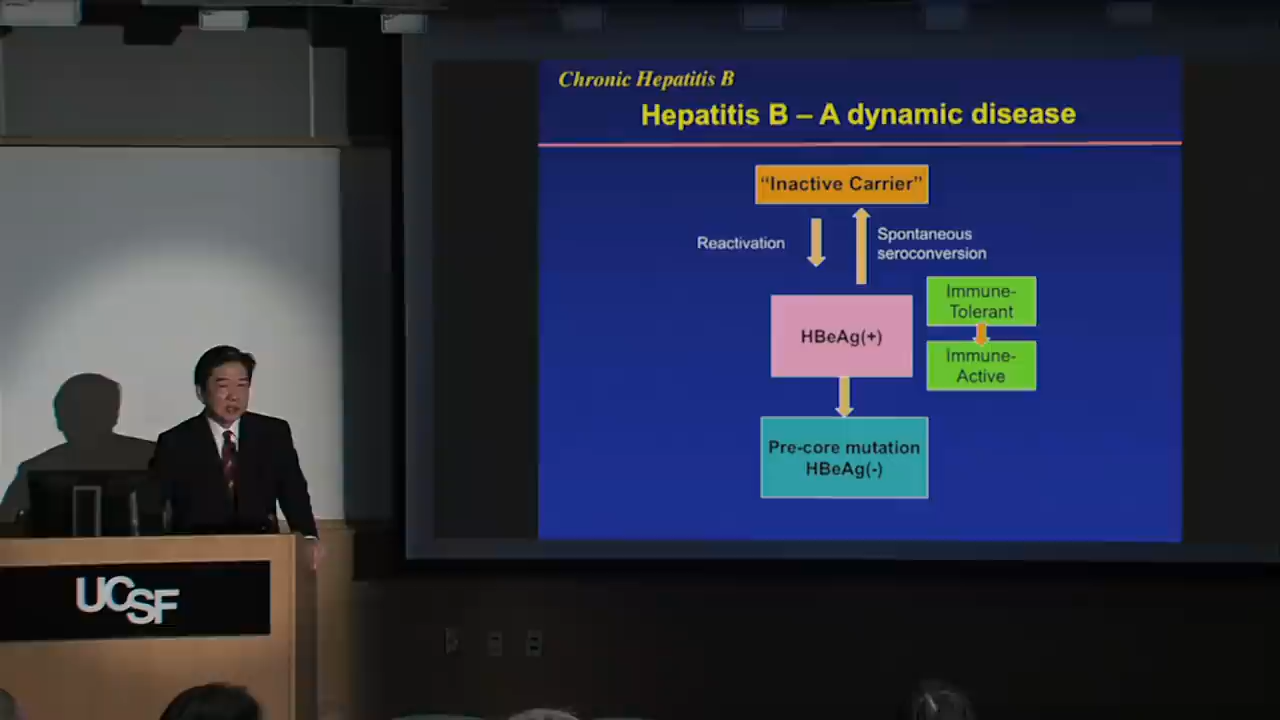 Chronic Hepatitis B
Hepatitis B – A dynamic disease
“Inactive Carrier”
Reactivation
Spontaneous
seroconversion
HBeAg(+)
Immune-
Tolerant
Immune-
Active
Pre-core mutation
HBeAg(-)
UCSF